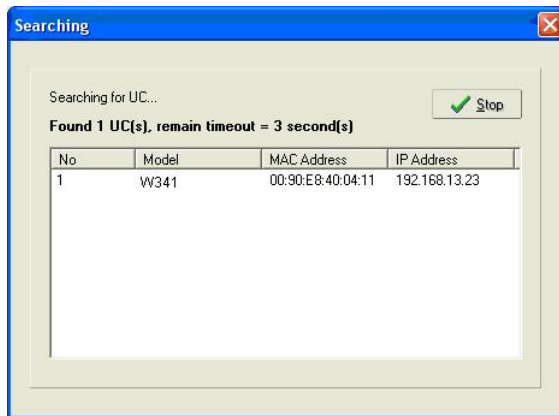 Searching
Searching for UC...
Stop
Found 1 UC(s), remain timeout = 3 second(s)
No Model MAC Address IP Address
1 W341 00:90:E8:40:04:11 192.168.13.23